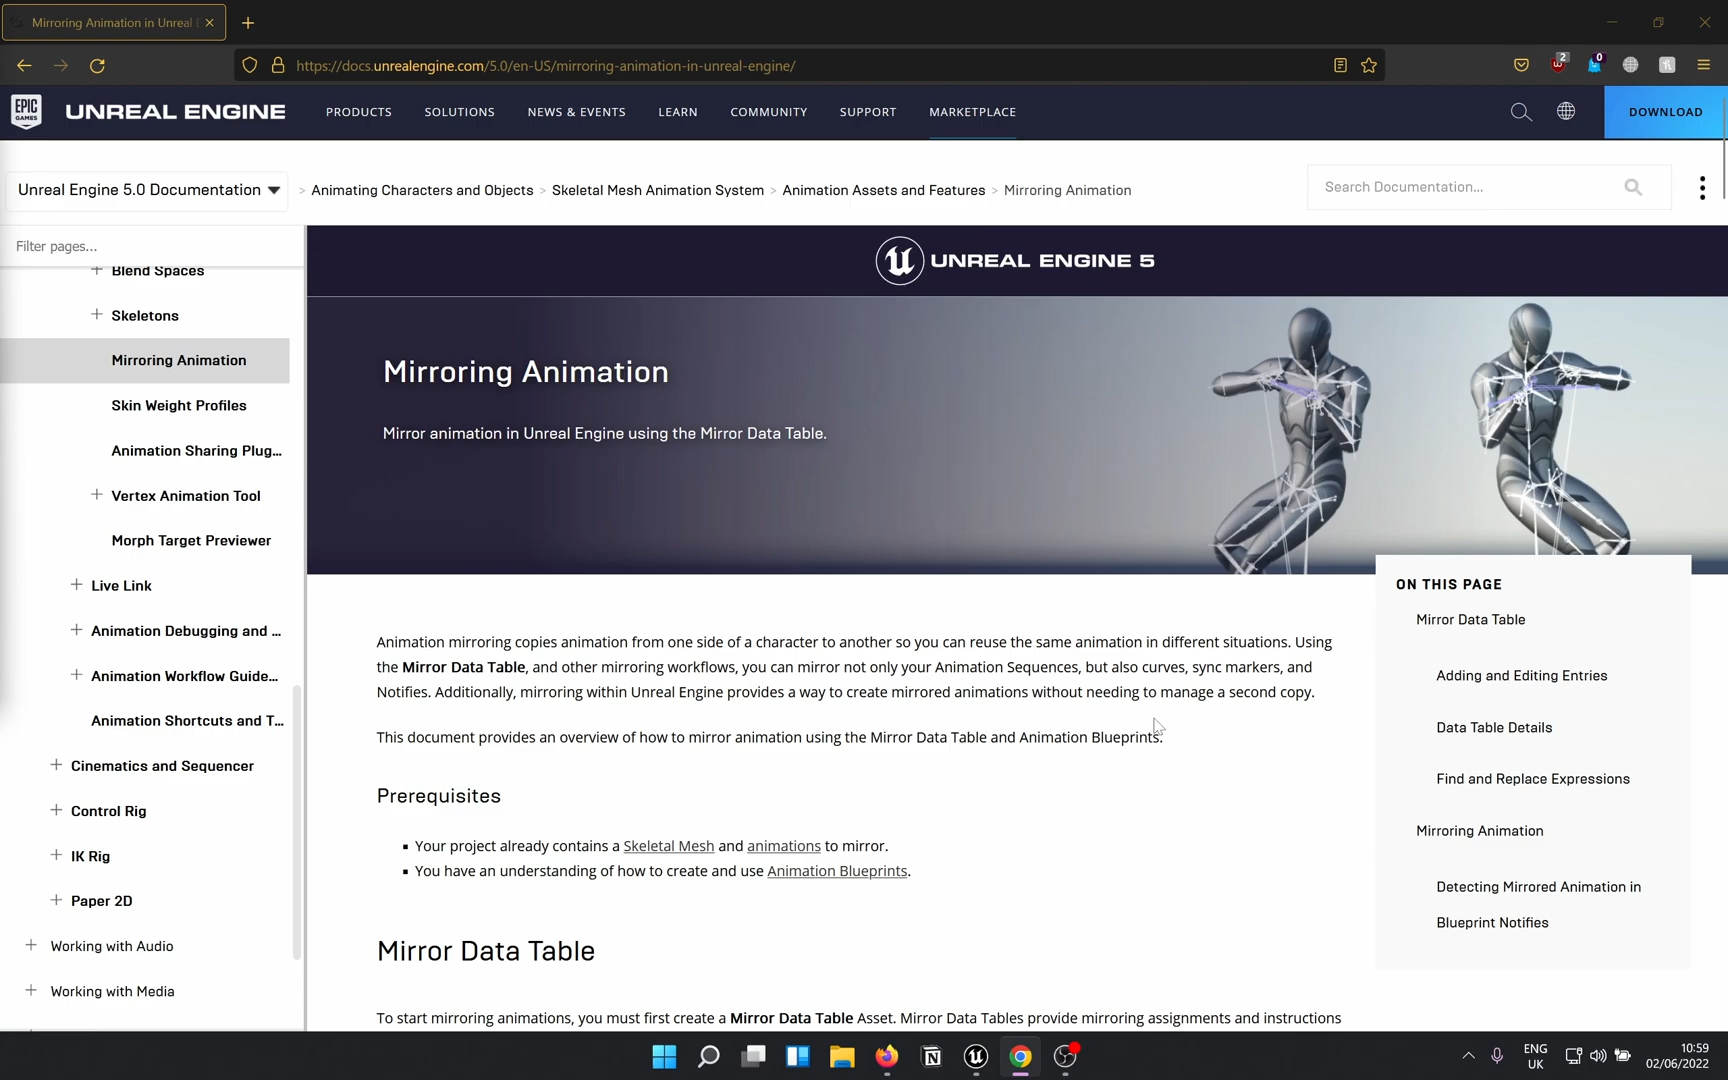 Mirroring Animation in Unreal E
https://docs.unrealengine.com/5.0/en-US/mirroring-animation-in-unreal-engine/
2
0
EPIC GAMES
UNREAL ENGINE
PRODUCTS
SOLUTIONS
NEWS & EVENTS
LEARN
COMMUNITY
SUPPORT
MARKETPLACE
DOWNLOAD
Unreal Engine 5.0 Documentation
> Animating Characters and Objects > Skeletal Mesh Animation System > Animation Assets and Features > Mirroring Animation
Search Documentation...
Filter pages...
Blend Spaces
Skeletons
Mirroring Animation
Skin Weight Profiles
Animation Sharing Plug...
Vertex Animation Tool
Morph Target Previewer
Live Link
Animation Debugging and ...
Animation Workflow Guide...
Animation Shortcuts and T...
Cinematics and Sequencer
Control Rig
IK Rig
Paper 2D
Working with Audio
Working with Media
UNREAL ENGINE 5
Mirroring Animation
Mirror animation in Unreal Engine using the Mirror Data Table.
Animation mirroring copies animation from one side of a character to another so you can reuse the same animation in different situations. Using
the Mirror Data Table, and other mirroring workflows, you can mirror not only your Animation Sequences, but also curves, sync markers, and
Notifies. Additionally, mirroring within Unreal Engine provides a way to create mirrored animations without needing to manage a second copy.
This document provides an overview of how to mirror animation using the Mirror Data Table and Animation Blueprints.
Prerequisites
▪ Your project already contains a Skeletal Mesh and animations to mirror.
▪ You have an understanding of how to create and use Animation Blueprints.
Mirror Data Table
To start mirroring animations, you must first create a Mirror Data Table Asset. Mirror Data Tables provide mirroring assignments and instructions
ON THIS PAGE
Mirror Data Table
Adding and Editing Entries
Data Table Details
Find and Replace Expressions
Mirroring Animation
Detecting Mirrored Animation in
Blueprint Notifies
ENG
UK
10:59
02/06/2022